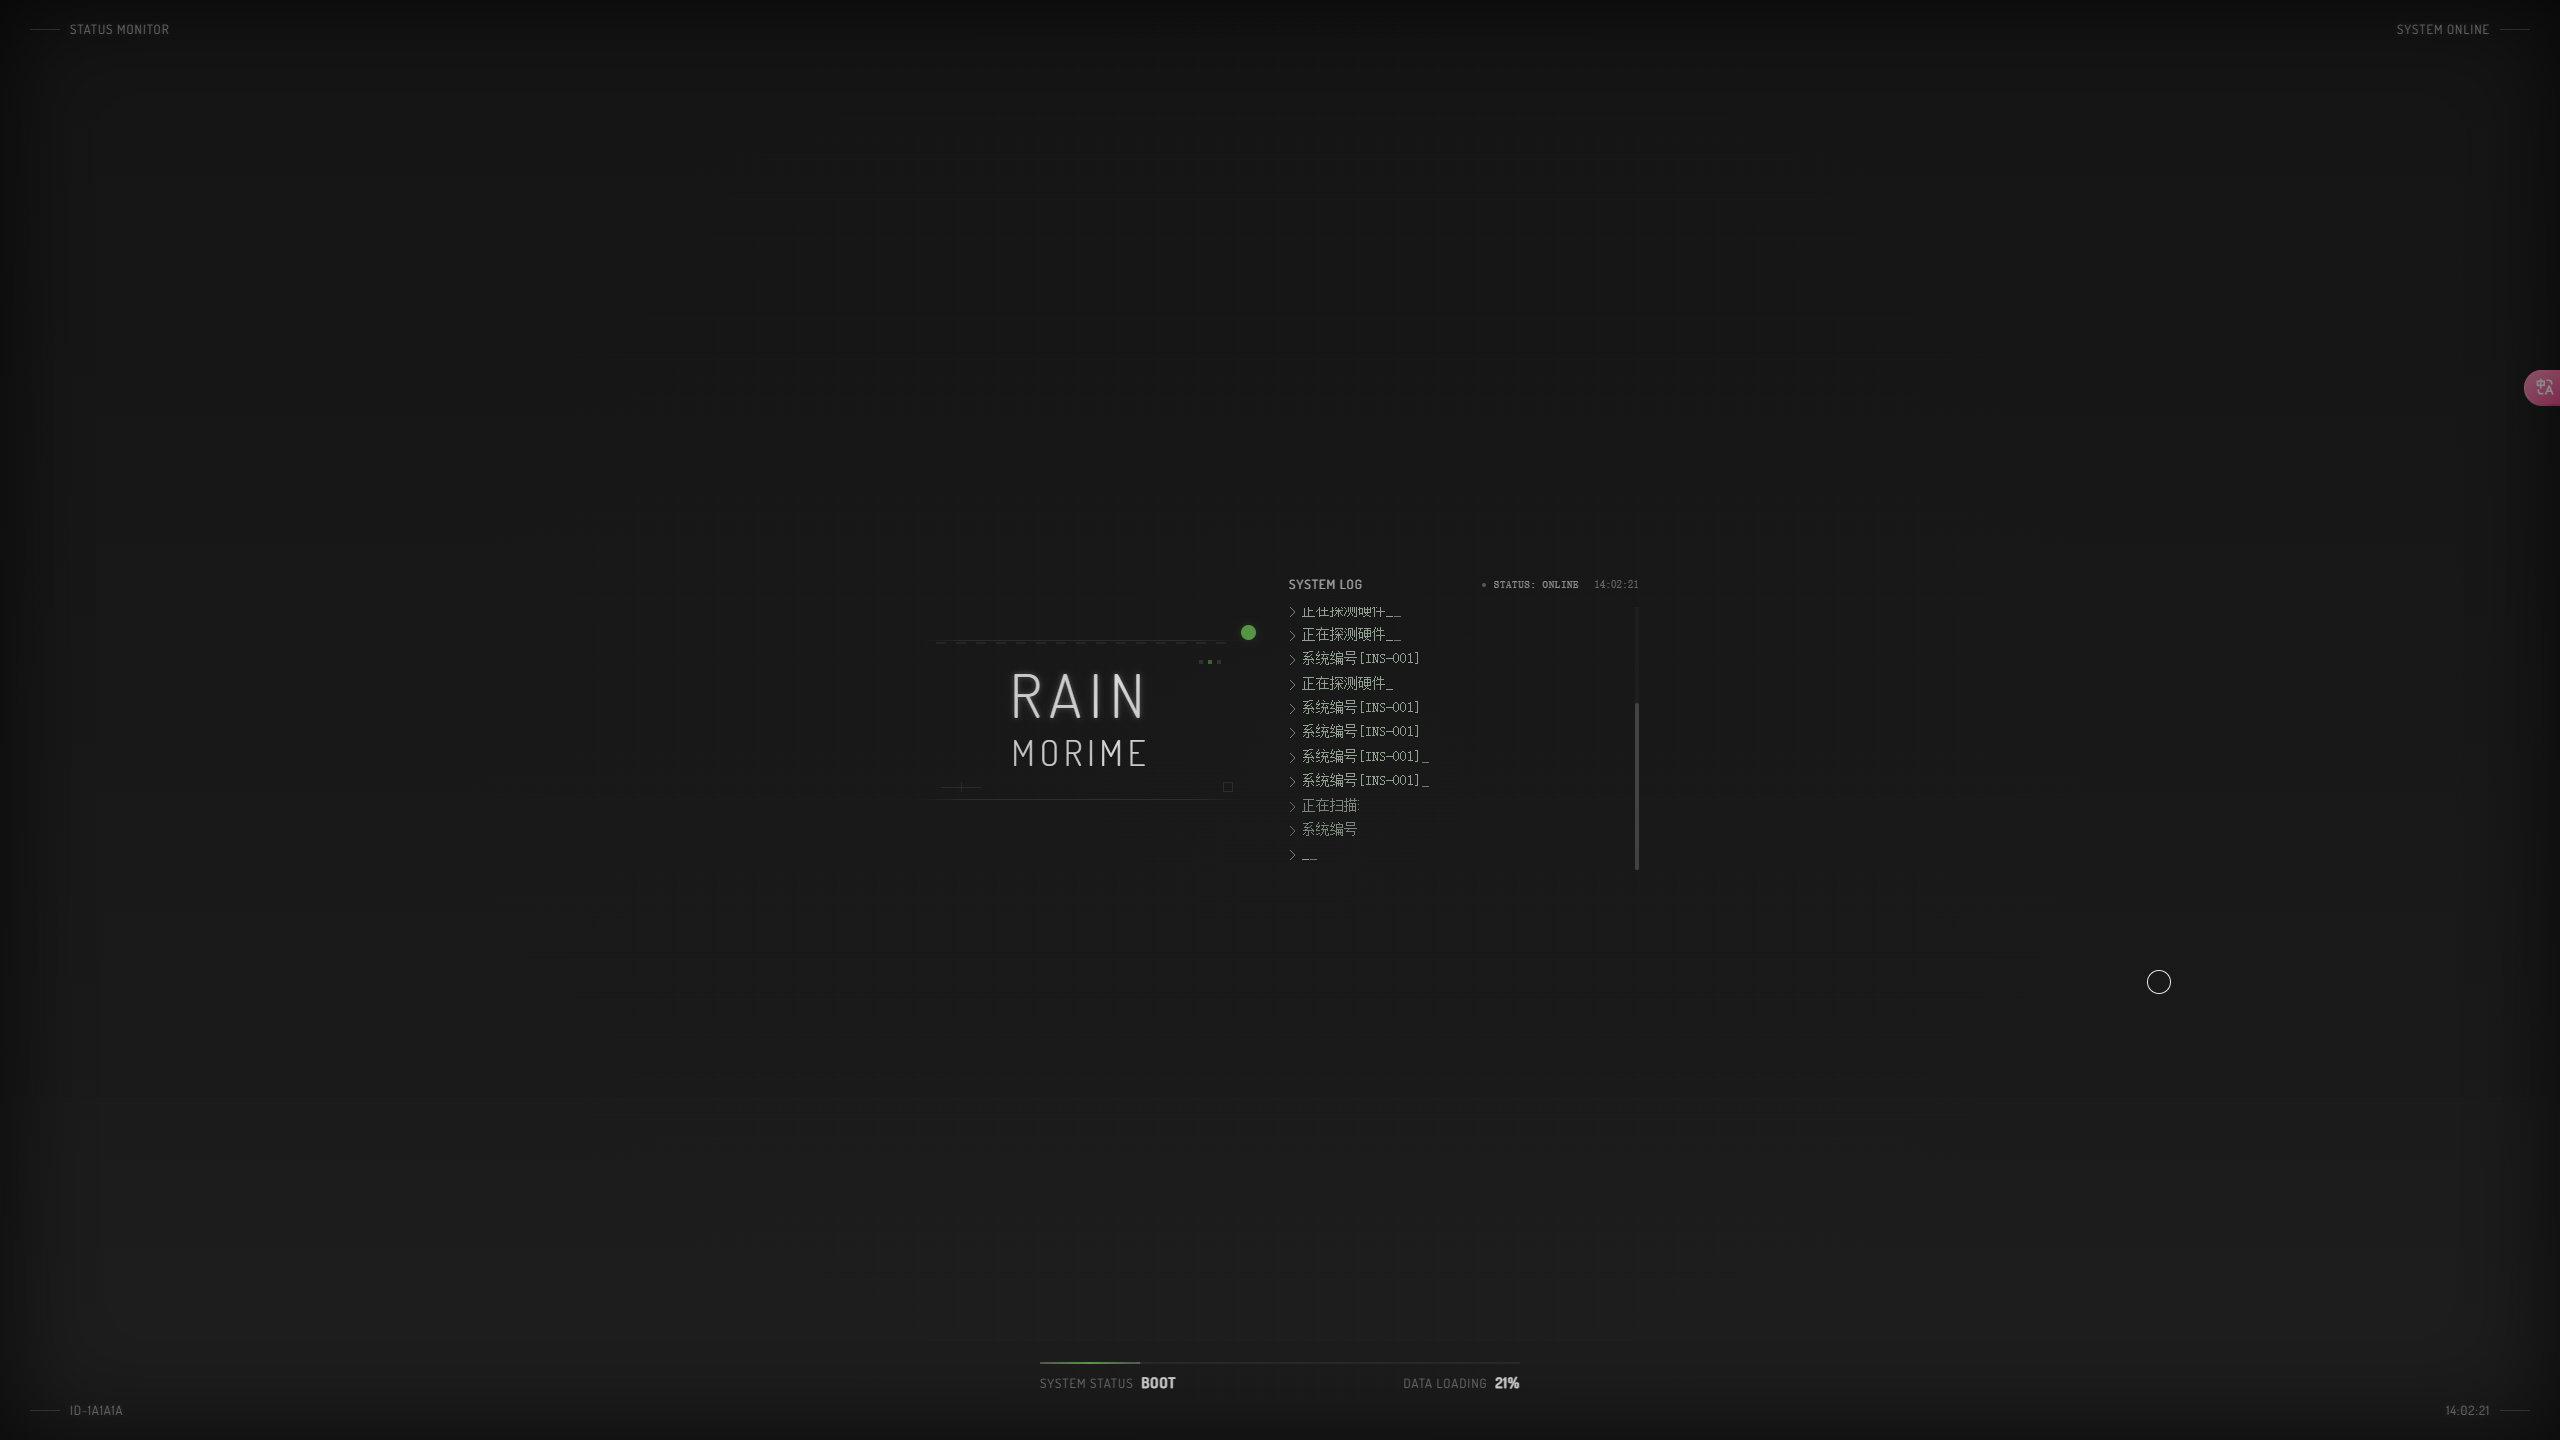 STATUS MONITOR
SYSTEM ONLINE
SYSTEM LOG
STATUS: ONLINE 14:02:21
> 正在探测硬件__
> 正在探测硬件__
> 系统编号[INS-001]
> 正在探测硬件_
> 系统编号[INS-001]
> 系统编号[INS-001]
> 系统编号[INS-001]_
> 系统编号[INS-001]_
> 正在扫描:
> 系统编号
> __
RAIN
MORIME
中A
SYSTEM STATUS BOOT
DATA LOADING 21%
ID-1A1A1A
14:02:21